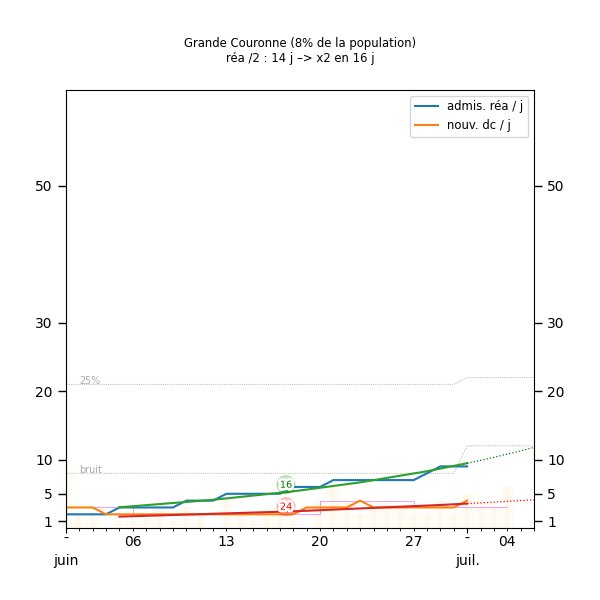 Grande Couronne (8% de la population)
réa /2 : 14 j –> x2 en 16 j
admis. réa / j
nouv. dc / j
50 50
30 30
25%
20 20
10 10
bruit
16
5 5
24
1 1
- 06 13 20 27 - 04
juin juil.